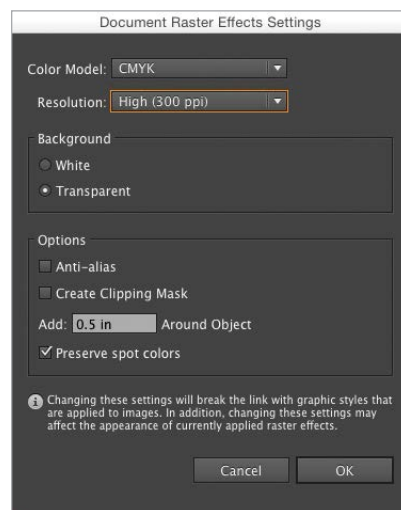 Document Raster Effects Settings
Color Model: CMYK
Resolution: High (300 ppi)
Background
White
Transparent
Options
Anti-alias
Create Clipping Mask
Add: 0.5 in Around Object
Preserve spot colors
Changing these settings will break the link with graphic styles that
are applied to images. In addition, changing these settings may
affect the appearance of currently applied raster effects.
Cancel OK